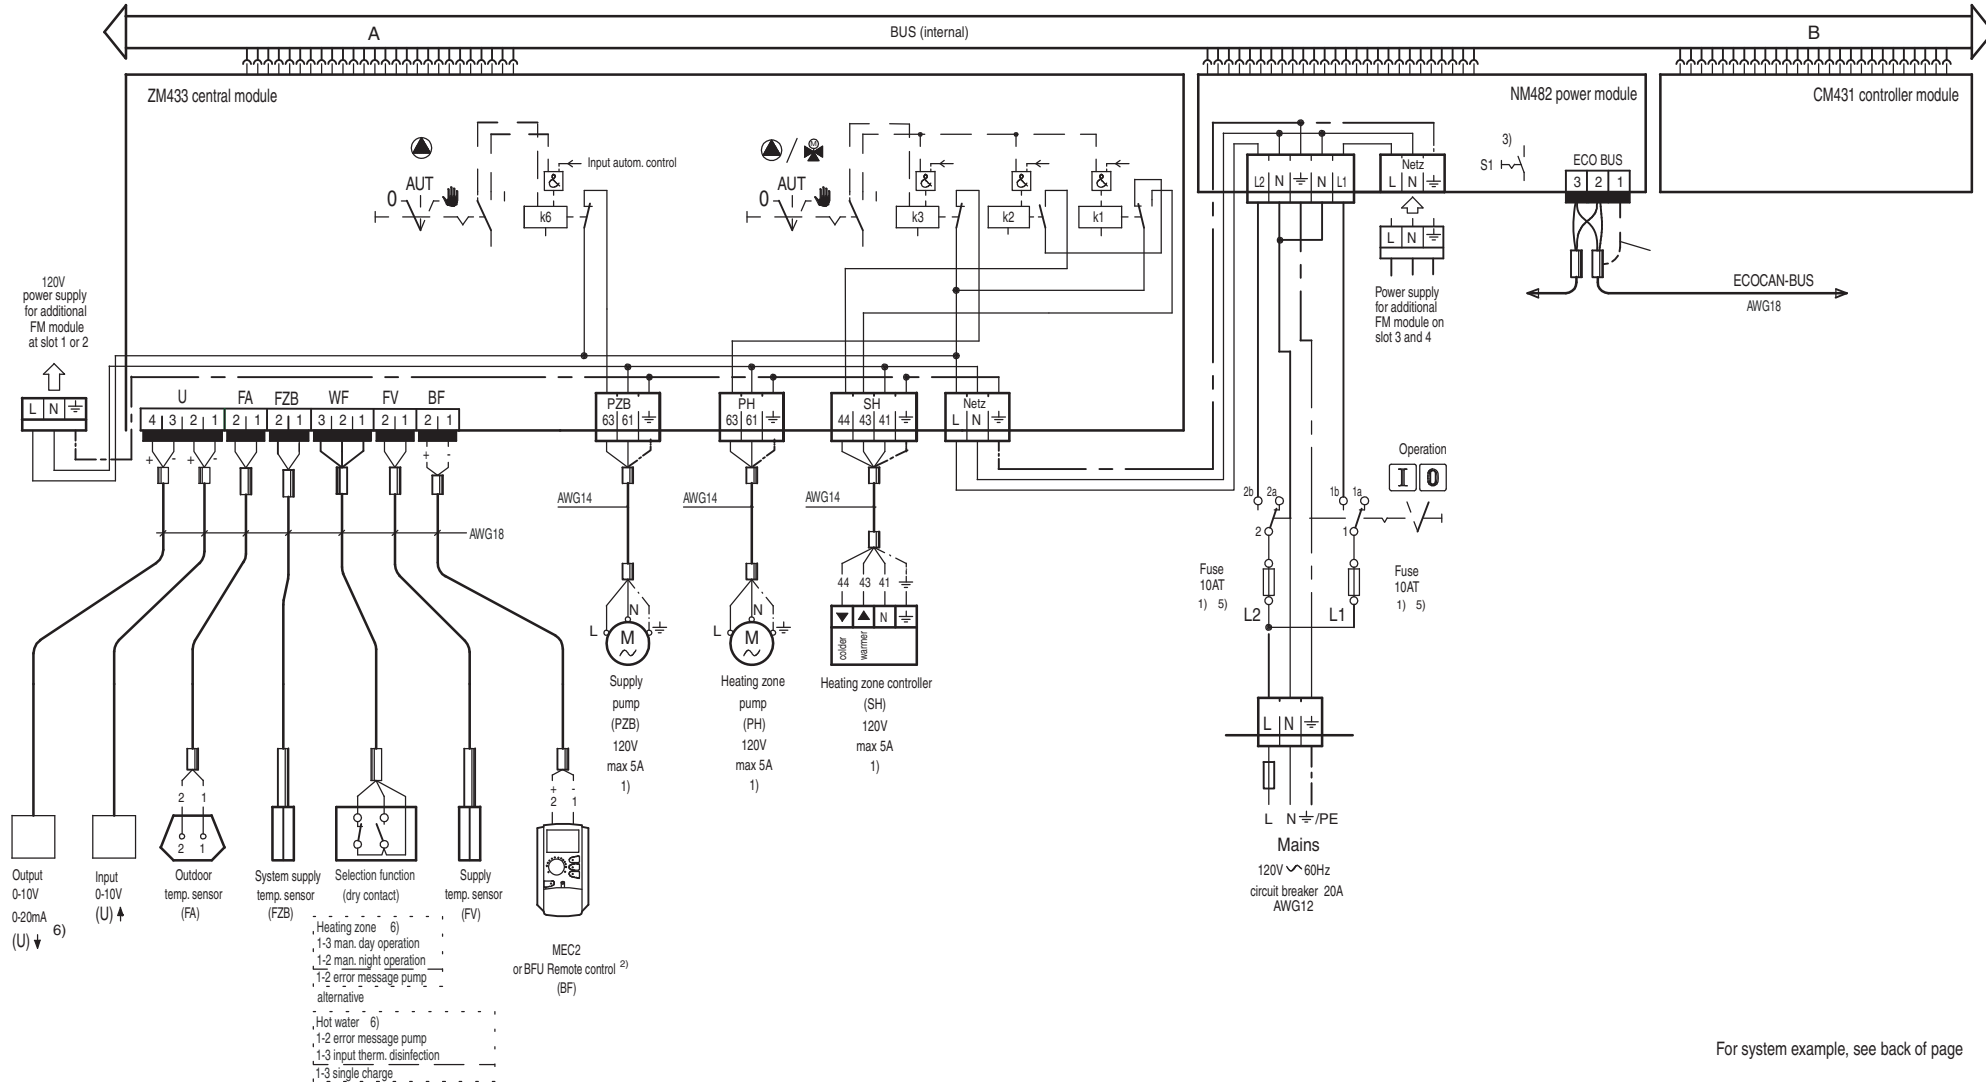 A
BUS (internal)
B
ZM433 central module
NM482 power module
CM431 controller module
Input autom. control
0 AUT
k6
M
0 AUT
k3
k2
k1
L2 N N L1
Netz
L N
3)
S1
ECO BUS
3 2 1
L N
Power supply
for additional
FM module on
slot 3 and 4
ECOCAN-BUS
AWG18
120V
power supply
for additional
FM module
at slot 1 or 2
L N
U
4 3 2 1
FA
2 1
FZB
2 1
WF
3 2 1
FV
2 1
BF
2 1
PZB
63 61
PH
63 61
SH
44 43 41
Netz
L N
+ - + -
+ -
AWG18
AWG14
AWG14
AWG14
L N
M
Supply
pump
(PZB)
120V
max 5A
1)
L N
M
Heating zone
pump
(PH)
120V
max 5A
1)
44 43 41
N
colder
warmer
Heating zone controller
(SH)
120V
max 5A
1)
Operation
I 0
2b 2a
1b 1a
2
1
Fuse
10AT
1) 5)
Fuse
10AT
1) 5)
L2
L1
L N
L N /PE
Mains
120V 60Hz
circuit breaker 20A
AWG12
Output
0-10V
0-20mA
(U) 6)
Input
0-10V
(U)
2 1
2 1
Outdoor
temp. sensor
(FA)
System supply
temp. sensor
(FZB)
Selection function
(dry contact)
Heating zone 6)
1-3 man. day operation
1-2 man. night operation
1-2 error message pump
alternative
Hot water 6)
1-2 error message pump
1-3 input therm. disinfection
1-3 single charge
Supply
temp. sensor
(FV)
+ -
2 1
MEC2
or BFU Remote control 2)
(BF)
For system example, see back of page